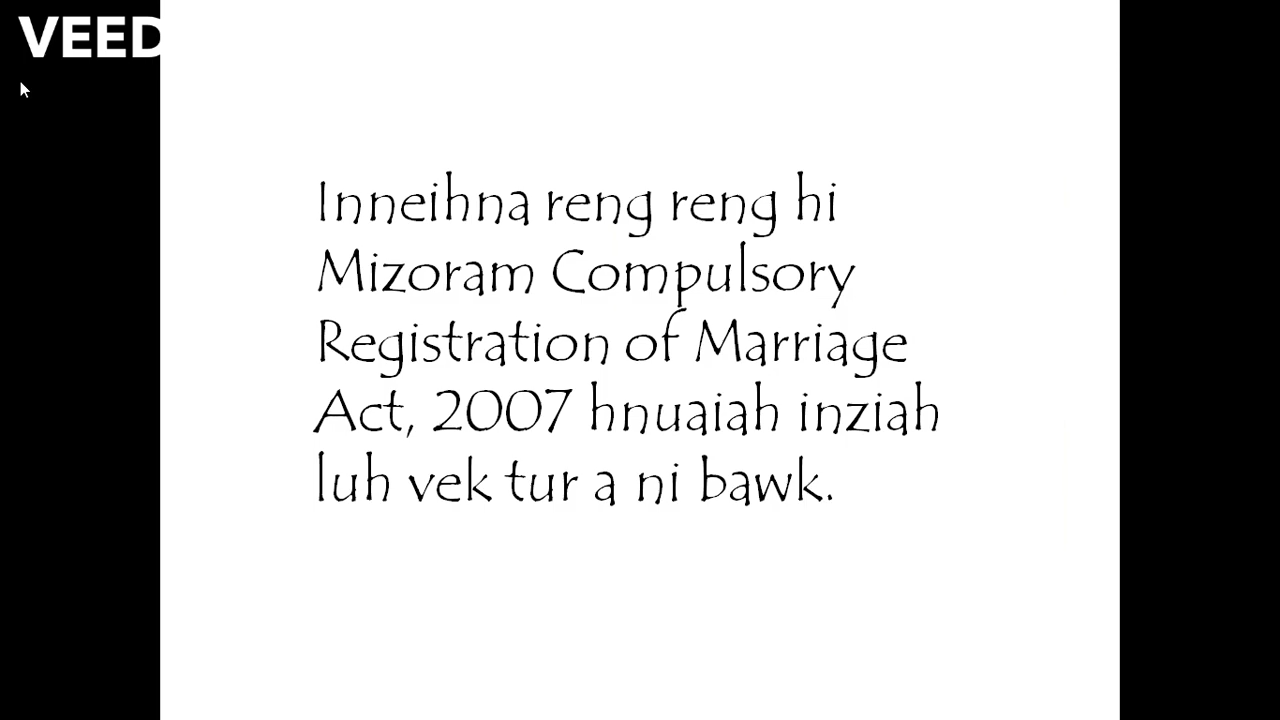 VEED
Inneihna reng reng hi
Mizoram Compulsory
Registration of Marriage
Act, 2007 hnuaiah inziah
luh vek tur a ni bawk.